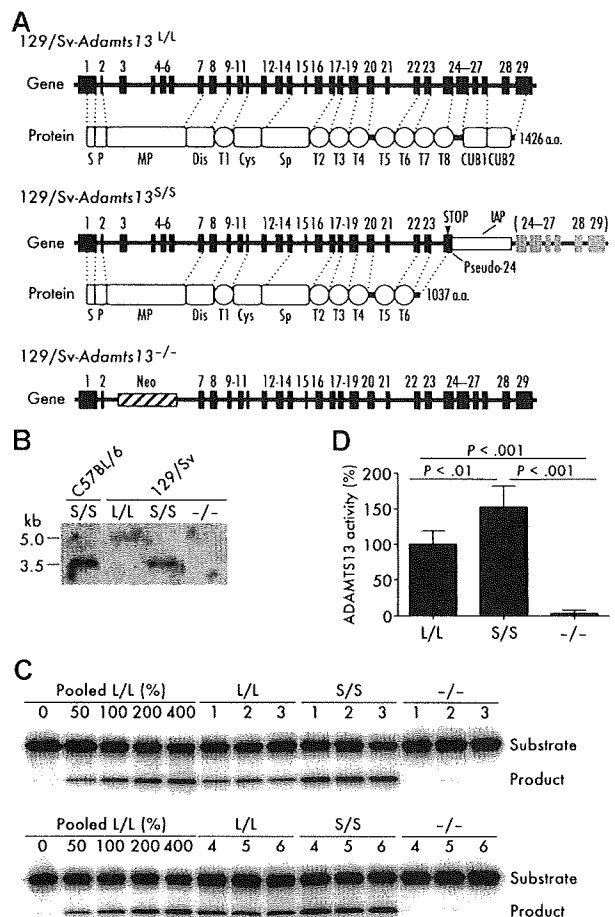 A
129/Sv-Adamts13 L/L
1 2 3 4-6 7 8 9-11 12-14 15 16 17-19 20 21 22 23 24-27 28 29
Gene
Protein
1426 a.a.
S P MP Dis T1 Cys Sp T2 T3 T4 T5 T6 T7 T8 CUB1 CUB2
129/Sv-Adamts13 S/S
STOP IAP
1 2 3 4-6 7 8 9-11 12-14 15 16 17-19 20 21 22 23 (24-27 28 29)
Gene
Pseudo-24
Protein
1037 a.a.
S P MP Dis T1 Cys Sp T2 T3 T4 T5 T6
129/Sv-Adamts13 -/-
1 2 Neo 7 8 9-11 12-14 15 16 17-19 20 21 22 23 24-27 28 29
Gene
B
C57BL/6 129/Sv
kb S/S L/L S/S -/-
5.0
3.5
D
P < .001
P < .01 P < .001
ADAMTS13 activity (%)
200
150
100
50
0
L/L S/S -/-
C
Pooled L/L (%) L/L S/S -/-
0 50 100 200 400 1 2 3 1 2 3 1 2 3
Substrate
Product
Pooled L/L (%) L/L S/S -/-
0 50 100 200 400 4 5 6 4 5 6 4 5 6
Substrate
Product